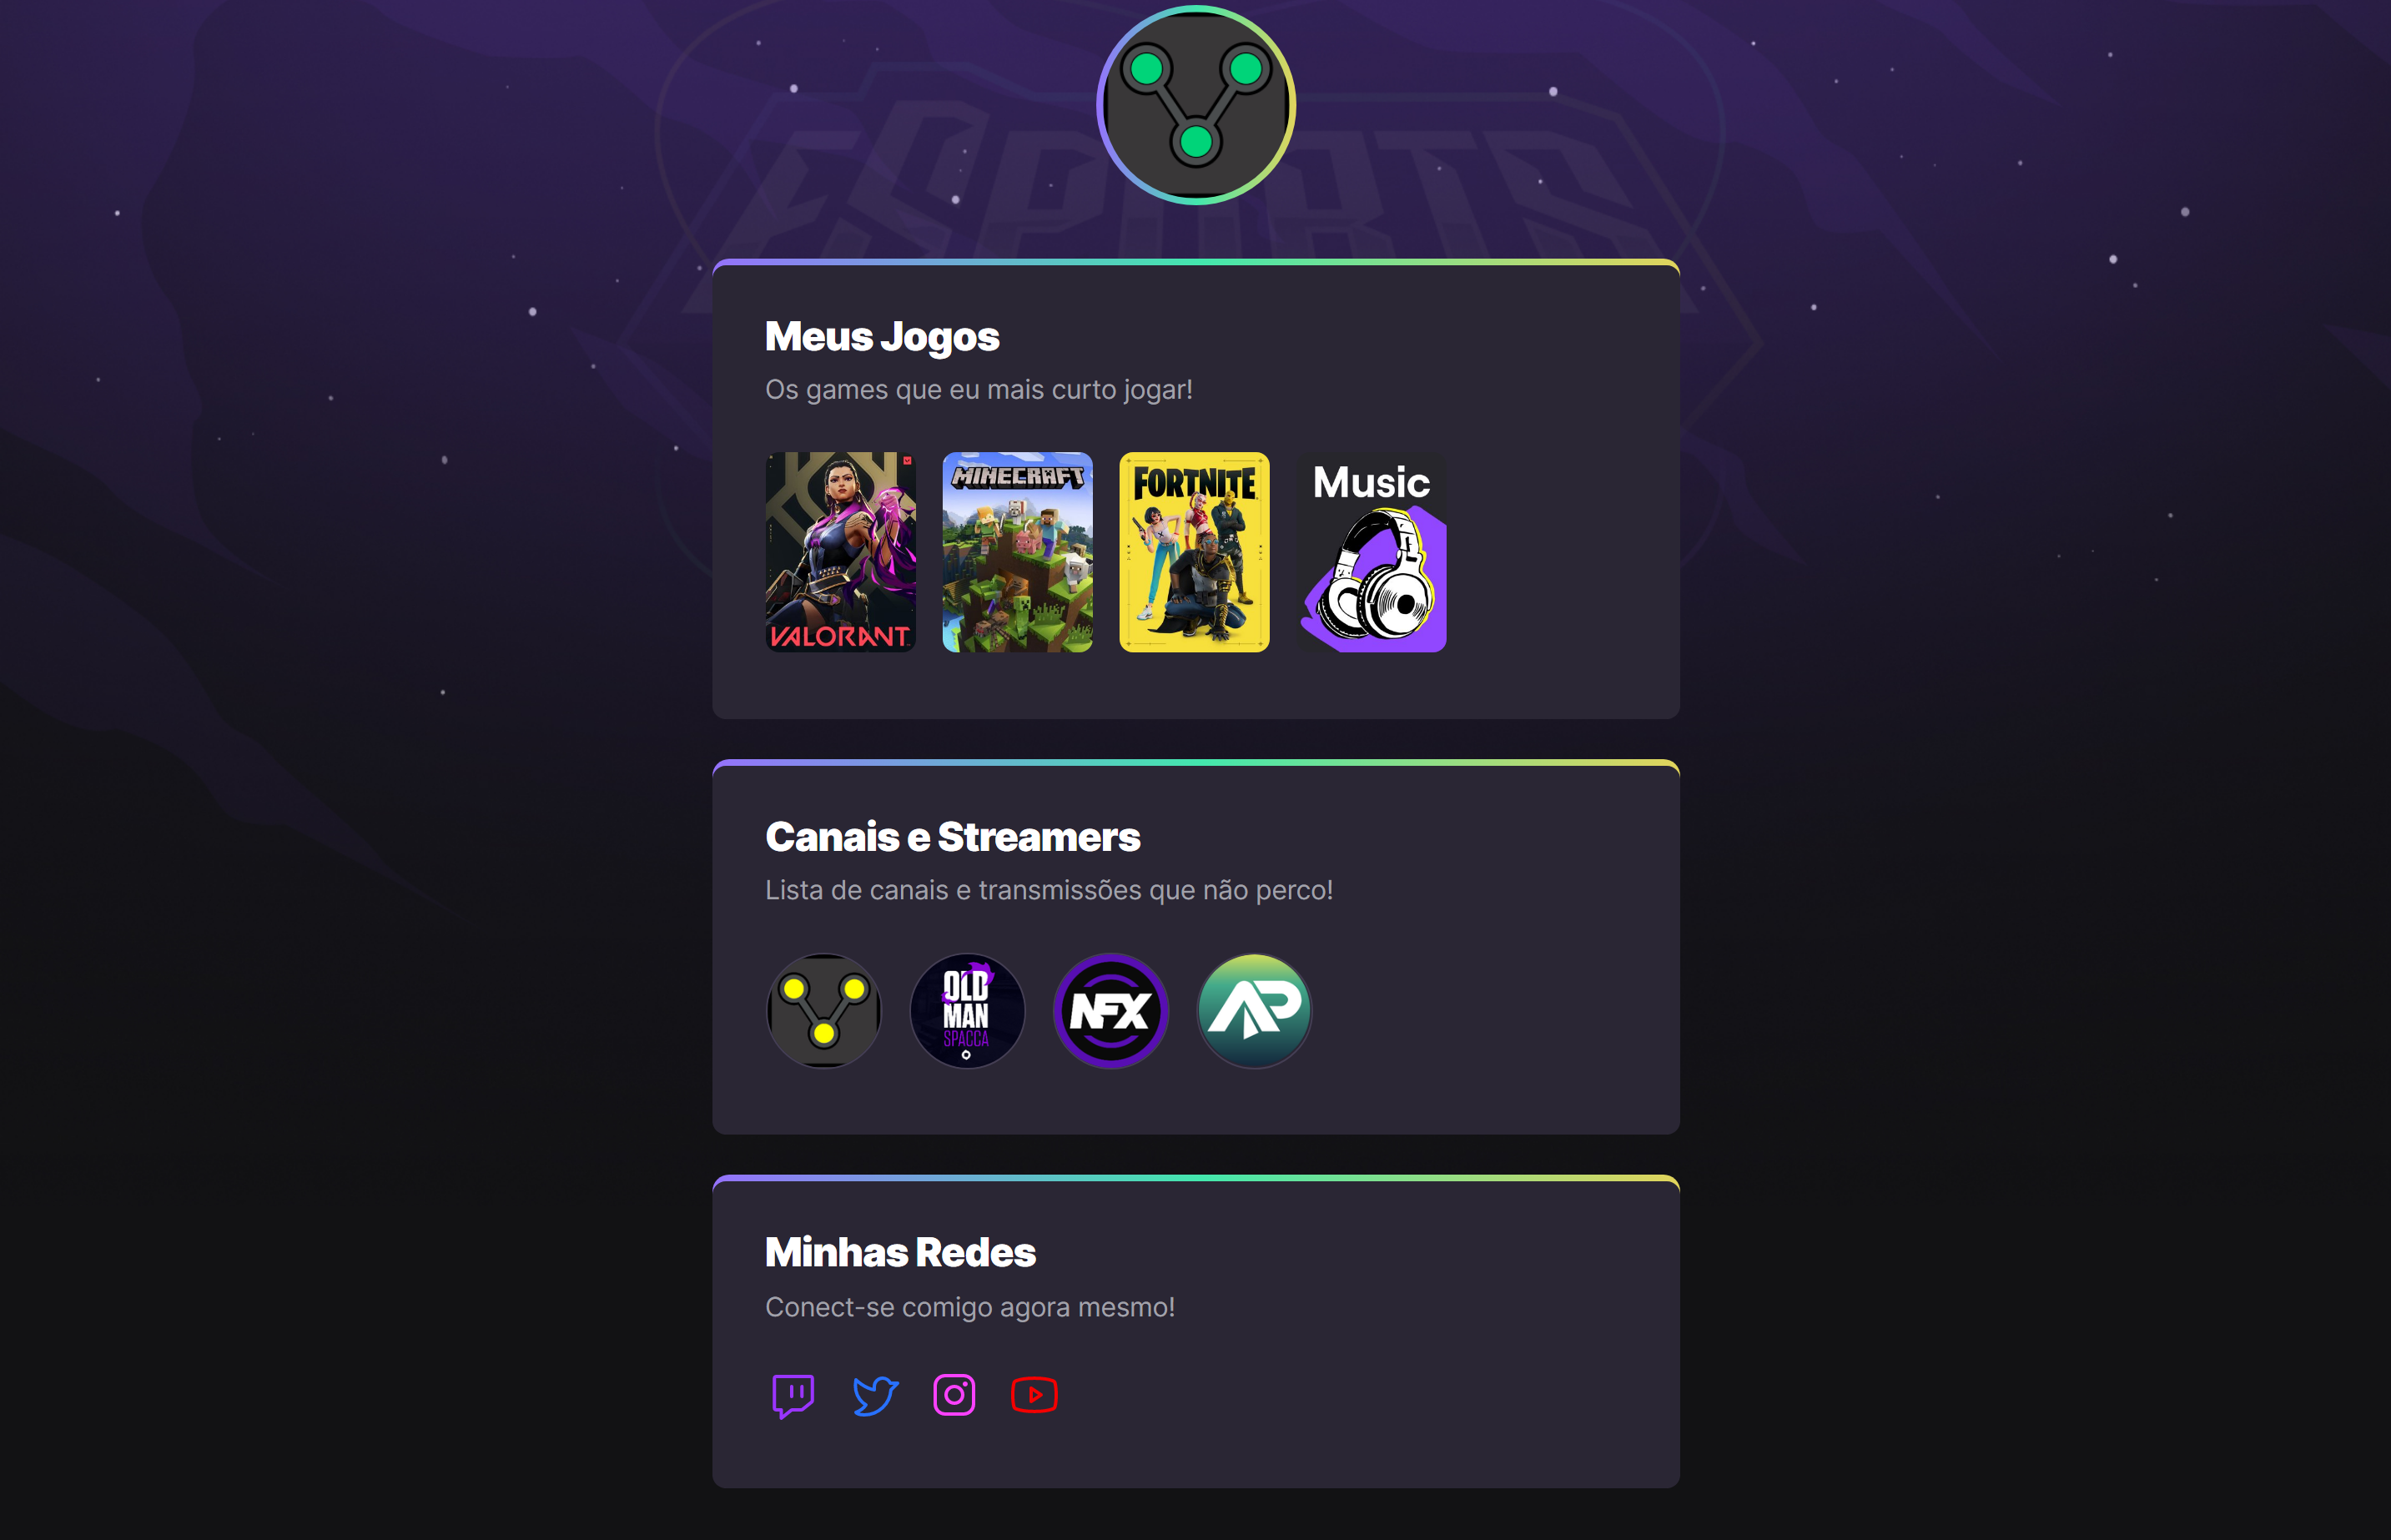 ESPORTS
Meus Jogos
Os games que eu mais curto jogar!
VALORANT
MINECRAFT
FORTNITE
Music
Canais e Streamers
Lista de canais e transmissões que não perco!
OLD
MAN
SPACCA
NFX
AP
Minhas Redes
Conect-se comigo agora mesmo!